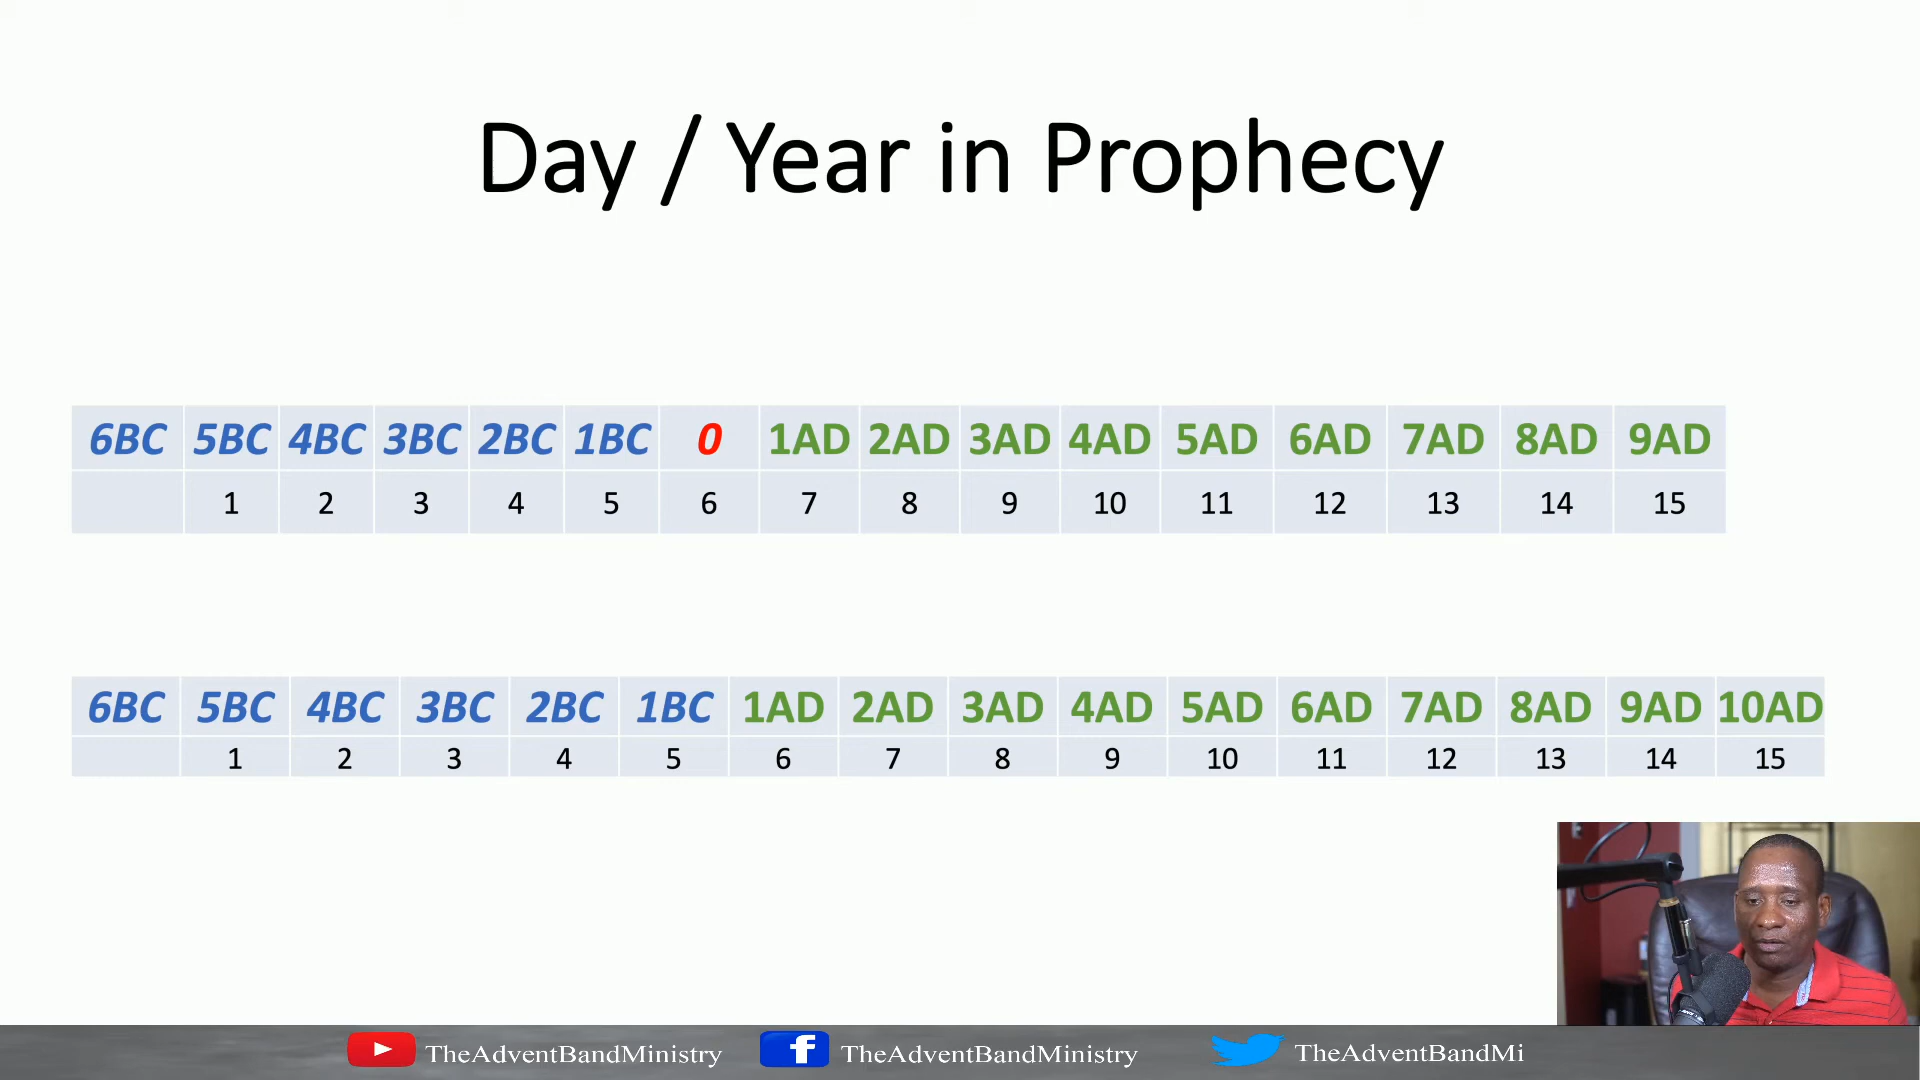 Day / Year in Prophecy
6BC 5BC 4BC 3BC 2BC 1BC 0 1AD 2AD 3AD 4AD 5AD 6AD 7AD 8AD 9AD
1 2 3 4 5 6 7 8 9 10 11 12 13 14 15
6BC 5BC 4BC 3BC 2BC 1BC 1AD 2AD 3AD 4AD 5AD 6AD 7AD 8AD 9AD 10AD
1 2 3 4 5 6 7 8 9 10 11 12 13 14 15
TheAdventBandMinistry f TheAdventBandMinistry TheAdventBandMi